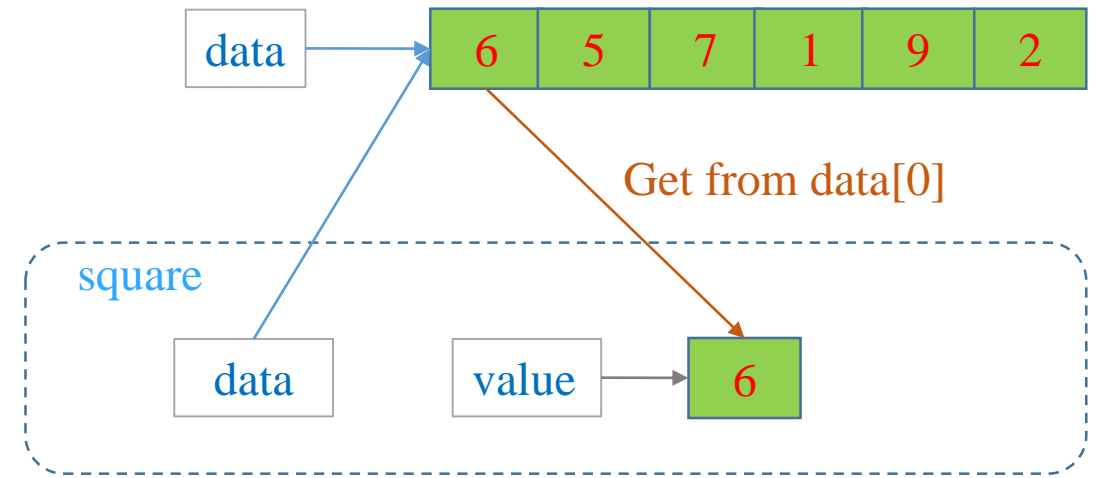 data 6 5 7 1 9 2
Get from data[0]
square
data value 6